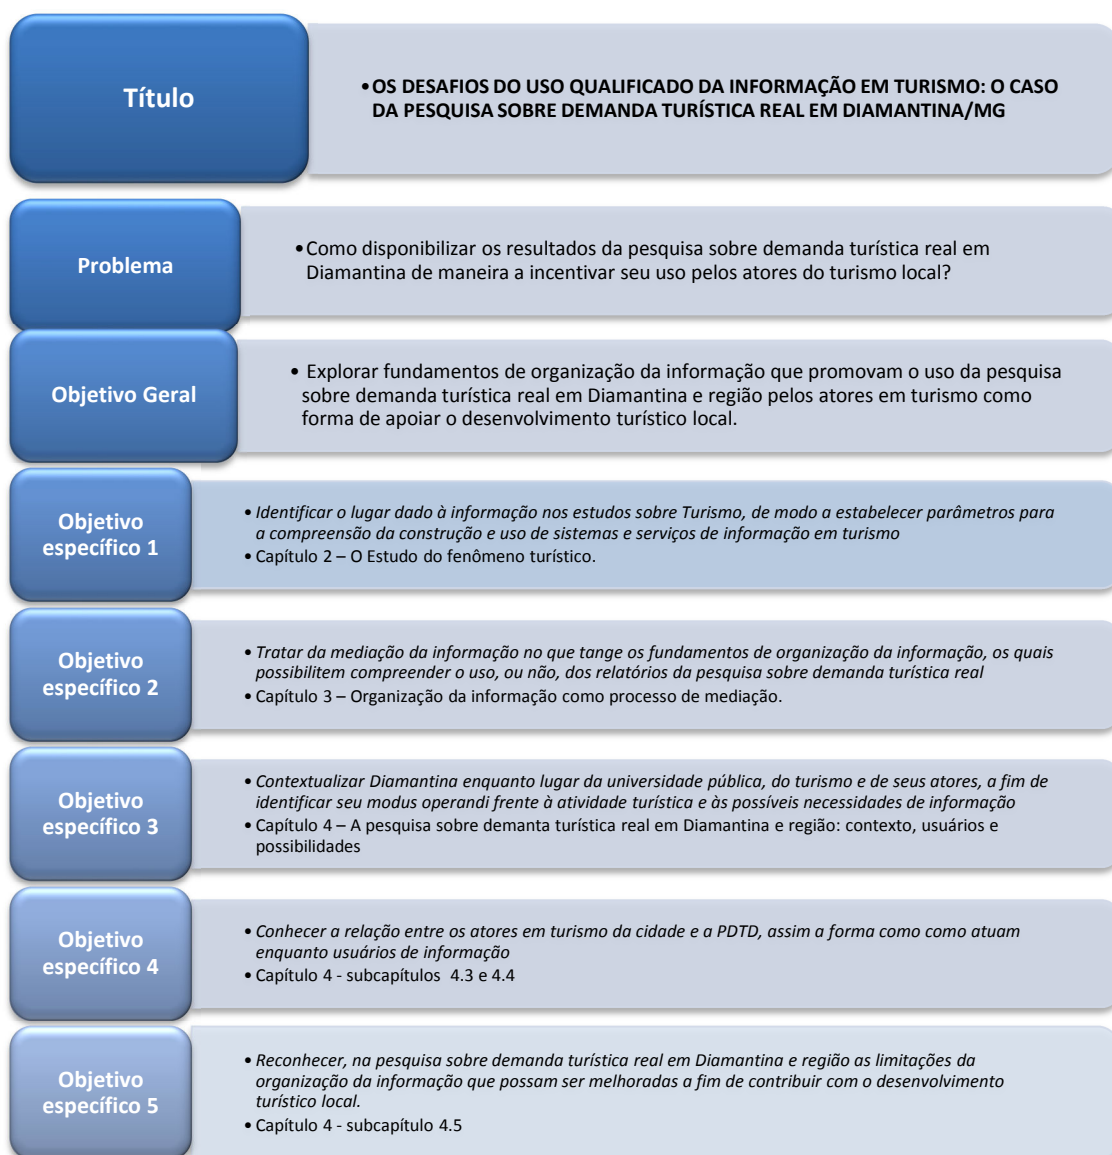 Título
•OS DESAFIOS DO USO QUALIFICADO DA INFORMAÇÃO EM TURISMO: O CASO
DA PESQUISA SOBRE DEMANDA TURÍSTICA REAL EM DIAMANTINA/MG
Problema
•Como disponibilizar os resultados da pesquisa sobre demanda turística real em
Diamantina de maneira a incentivar seu uso pelos atores do turismo local?
Objetivo Geral
• Explorar fundamentos de organização da informação que promovam o uso da pesquisa
sobre demanda turística real em Diamantina e região pelos atores em turismo como
forma de apoiar o desenvolvimento turístico local.
Objetivo
específico 1
•Identificar o lugar dado à informação nos estudos sobre Turismo, de modo a estabelecer parâmetros para
a compreensão da construção e uso de sistemas e serviços de informação em turismo
•Capítulo 2 – O Estudo do fenômeno turístico.
Objetivo
específico 2
•Tratar da mediação da informação no que tange os fundamentos de organização da informação, os quais
possibilitem compreender o uso, ou não, dos relatórios da pesquisa sobre demanda turística real
•Capítulo 3 – Organização da informação como processo de mediação.
Objetivo
específico 3
•Contextualizar Diamantina enquanto lugar da universidade pública, do turismo e de seus atores, a fim de
identificar seu modus operandi frente à atividade turística e às possíveis necessidades de informação
•Capítulo 4 – A pesquisa sobre demanta turística real em Diamantina e região: contexto, usuários e
possibilidades
Objetivo
específico 4
•Conhecer a relação entre os atores em turismo da cidade e a PDTD, assim a forma como como atuam
enquanto usuários de informação
•Capítulo 4 - subcapítulos 4.3 e 4.4
Objetivo
específico 5
•Reconhecer, na pesquisa sobre demanda turística real em Diamantina e região as limitações da
organização da informação que possam ser melhoradas a fim de contribuir com o desenvolvimento
turístico local.
•Capítulo 4 - subcapítulo 4.5